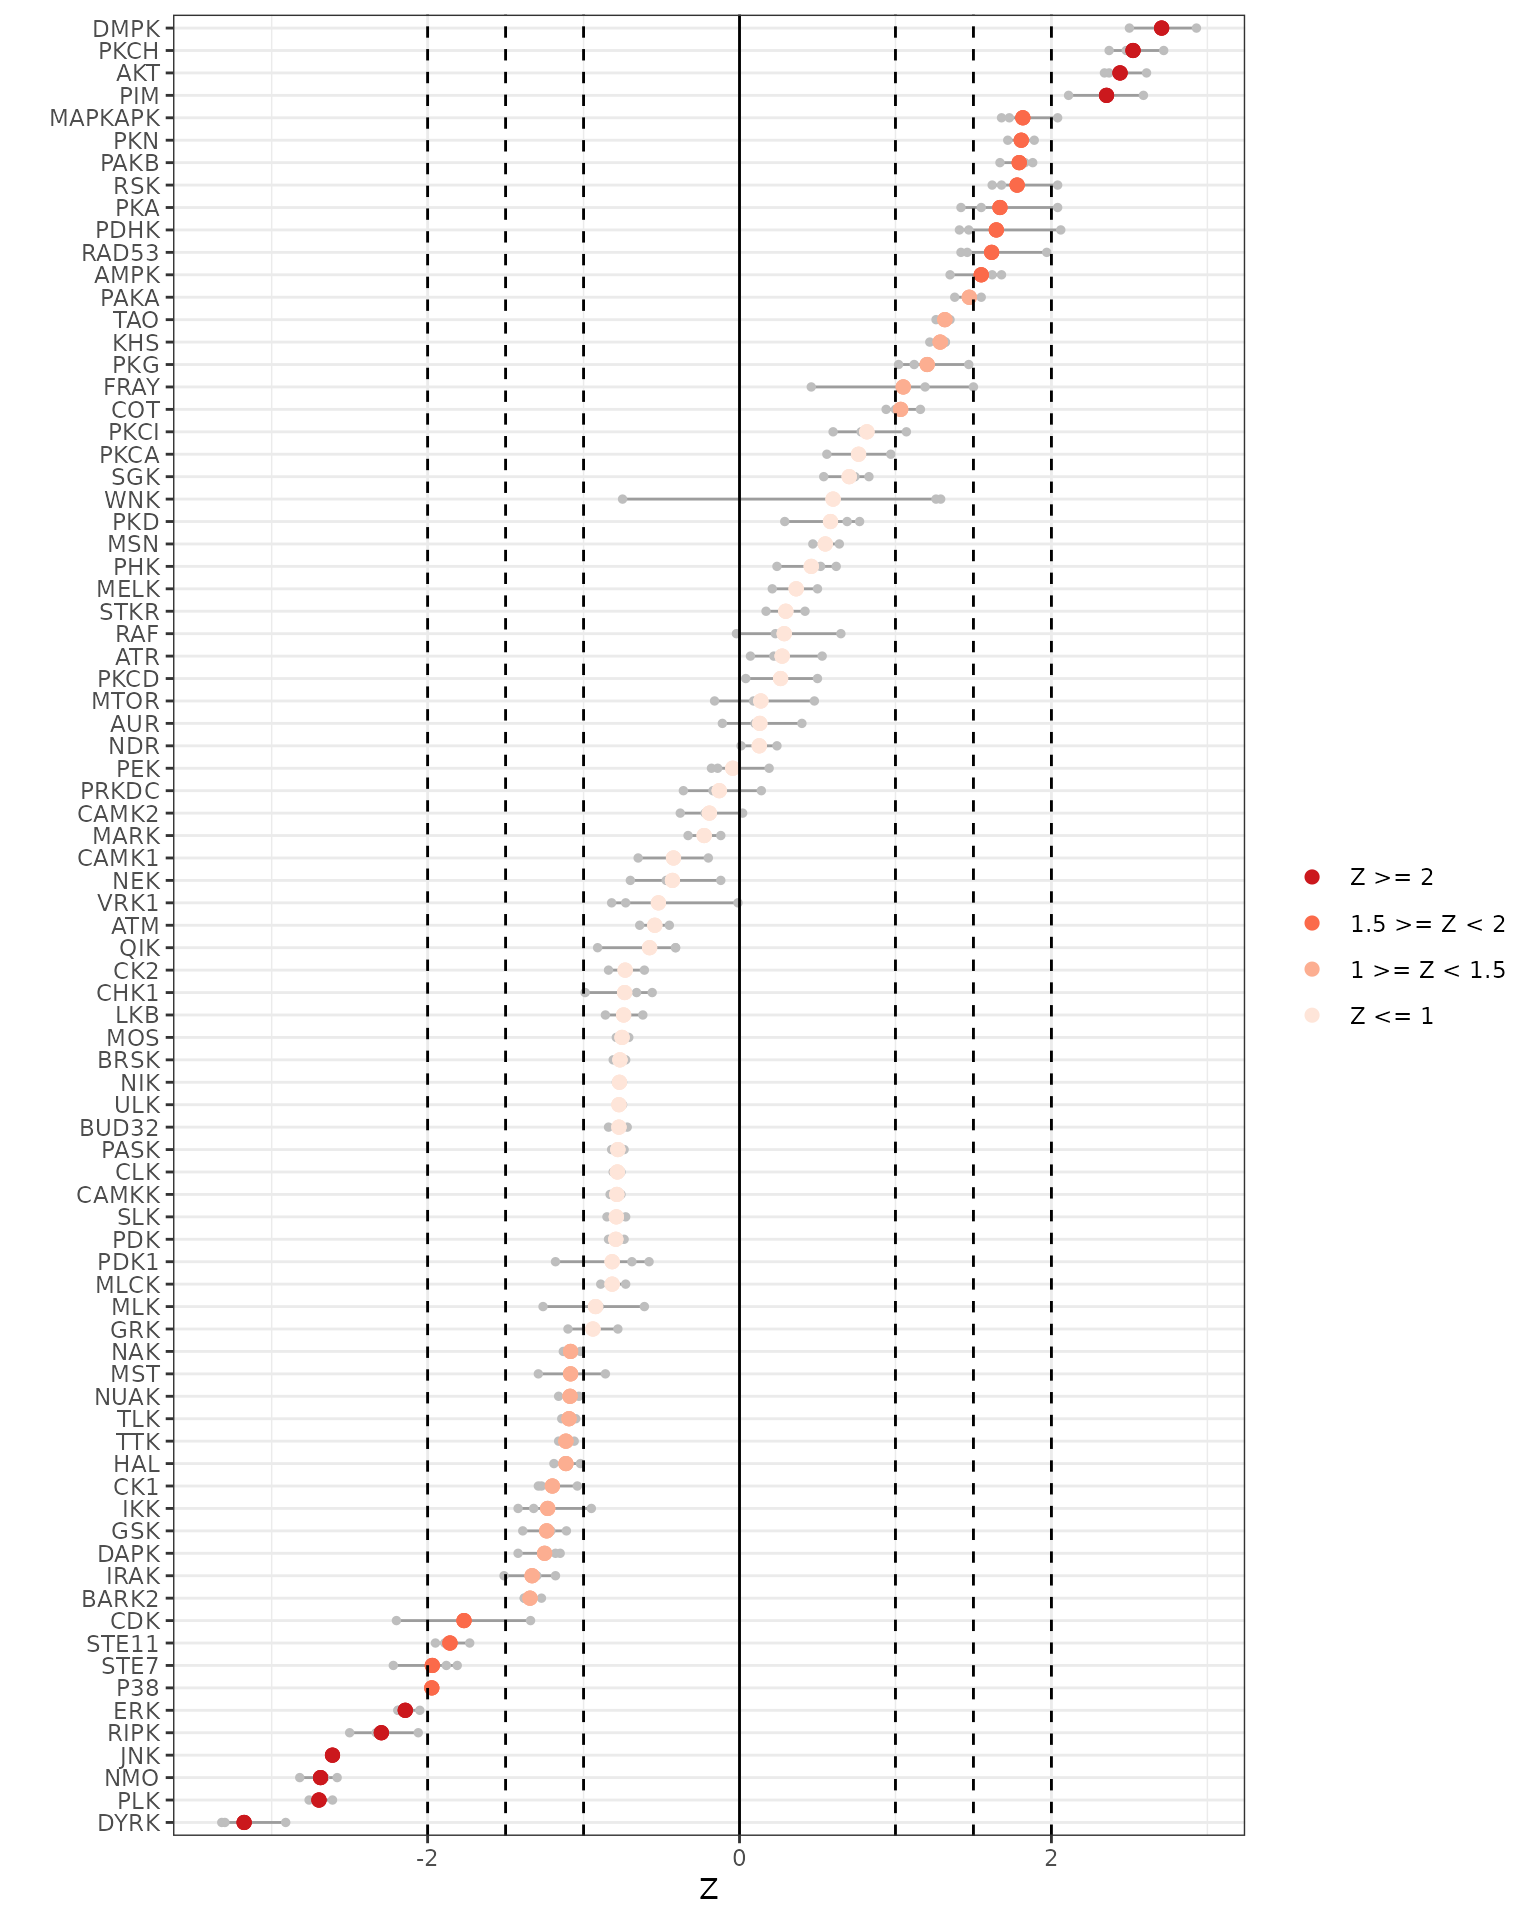 DMPK
PKCH
AKT
PIM
MAPKAPK
PKN
PAKB
RSK
PKA
PDHK
RAD53
AMPK
PAKA
TAO
KHS
PKG
FRAY
COT
PKCI
PKCA
SGK
WNK
PKD
MSN
PHK
MELK
STKR
RAF
ATR
PKCD
MTOR
AUR
NDR
PEK
PRKDC
CAMK2
MARK
CAMK1
NEK
VRK1
ATM
QIK
CK2
CHK1
LKB
MOS
BRSK
NIK
ULK
BUD32
PASK
CLK
CAMKK
SLK
PDK
PDK1
MLCK
MLK
GRK
NAK
MST
NUAK
TLK
TTK
HAL
CK1
IKK
GSK
DAPK
IRAK
BARK2
CDK
STE11
STE7
P38
ERK
RIPK
JNK
NMO
PLK
DYRK
-2 0 2
Z
Z >= 2
1.5 >= Z < 2
1 >= Z < 1.5
Z <= 1